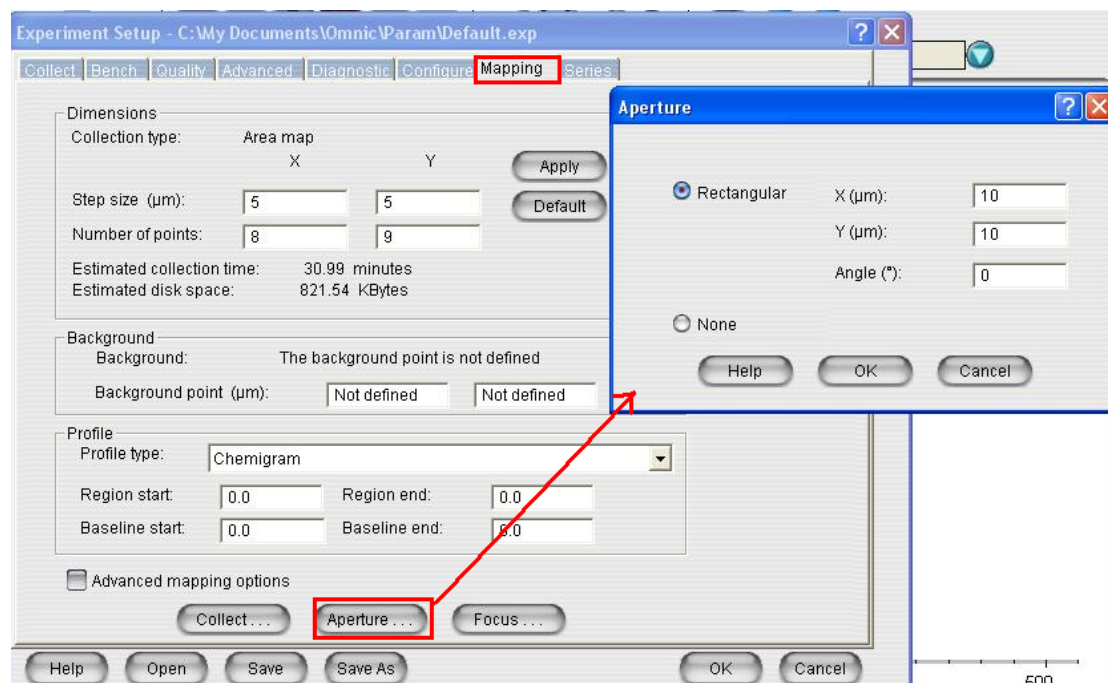 Experiment Setup - C:\My Documents\Omnic\Param\Default.exp
Collect Bench Quality Advanced Diagnostic Configure Mapping Series
Dimensions
Collection type: Area map
X Y
Apply
Step size (µm): 5 5
Default
Number of points: 8 9
Estimated collection time: 30.99 minutes
Estimated disk space: 821.54 KBytes
Background
Background: The background point is not defined
Background point (µm): Not defined Not defined
Profile
Profile type: Chemigram
Region start: 0.0 Region end: 0.0
Baseline start: 0.0 Baseline end: 0.0
Advanced mapping options
Collect . . . Aperture . . . Focus . . .
Help Open Save Save As OK Cancel
Aperture
Rectangular X (µm): 10
Y (µm): 10
Angle (°): 0
None
Help OK Cancel
500